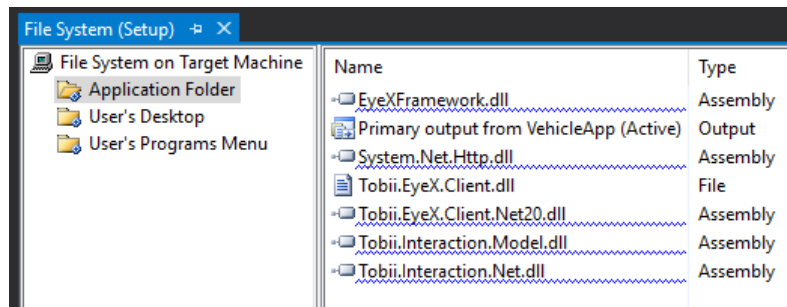 File System (Setup)
File System on Target Machine
Application Folder
User's Desktop
User's Programs Menu
Name Type
EyeXFramework.dll Assembly
Primary output from VehicleApp (Active) Output
System.Net.Http.dll Assembly
Tobii.EyeX.Client.dll File
Tobii.EyeX.Client.Net20.dll Assembly
Tobii.Interaction.Model.dll Assembly
Tobii.Interaction.Net.dll Assembly